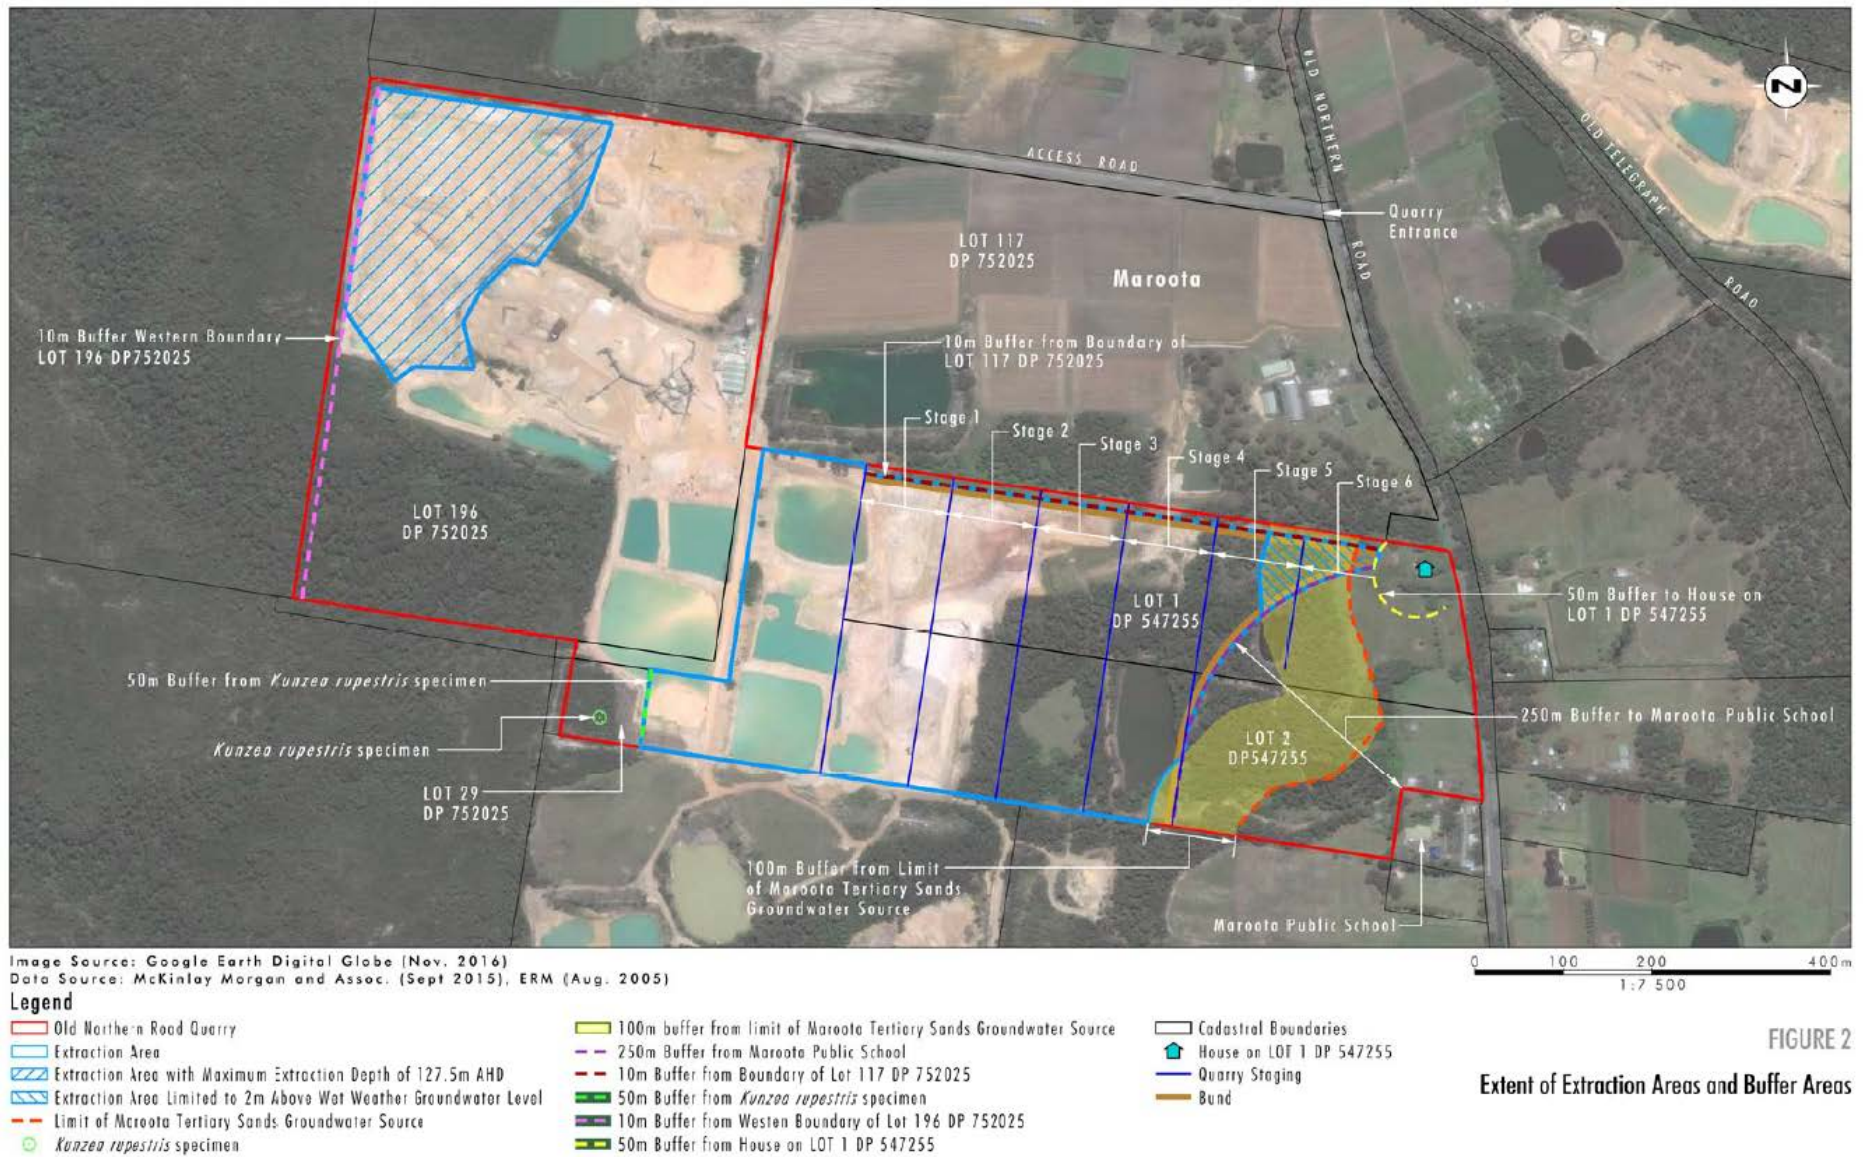 OLD NORTHERN
ROAD
OLD TELEGRAPH
ROAD
N
ACCESS ROAD
Quarry
Entrance
LOT 117
DP 752025
Maroota
10m Buffer Western Boundary
LOT 196 DP752025
10m Buffer from Boundary of
LOT 117 DP 752025
Stage 1
Stage 2
Stage 3
Stage 4
Stage 5
Stage 6
LOT 196
DP 752025
LOT 1
DP 547255
50m Buffer to House on
LOT 1 DP 547255
50m Buffer from Kunzea rupestris specimen
Kunzea rupestris specimen
250m Buffer to Maroota Public School
LOT 2
DP547255
LOT 29
DP 752025
100m Buffer from Limit
of Maroota Tertiary Sands
Groundwater Source
Maroota Public School
Image Source: Google Earth Digital Globe (Nov. 2016)
Data Source: McKinlay Morgan and Assoc. (Sept 2015), ERM (Aug. 2005)
0 100 200 400m
1:7 500
Legend
Old Northern Road Quarry
Extraction Area
Extraction Area with Maximum Extraction Depth of 127.5m AHD
Extraction Area Limited to 2m Above Wet Weather Groundwater Level
Limit of Maroota Tertiary Sands Groundwater Source
Kunzea rupestris specimen
100m buffer from limit of Maroota Tertiary Sands Groundwater Source
250m Buffer from Maroota Public School
10m Buffer from Boundary of Lot 117 DP 752025
50m Buffer from Kunzea rupestris specimen
10m Buffer from Westen Boundary of Lot 196 DP 752025
50m Buffer from House on LOT 1 DP 547255
Cadastral Boundaries
House on LOT 1 DP 547255
Quarry Staging
Bund
FIGURE 2
Extent of Extraction Areas and Buffer Areas